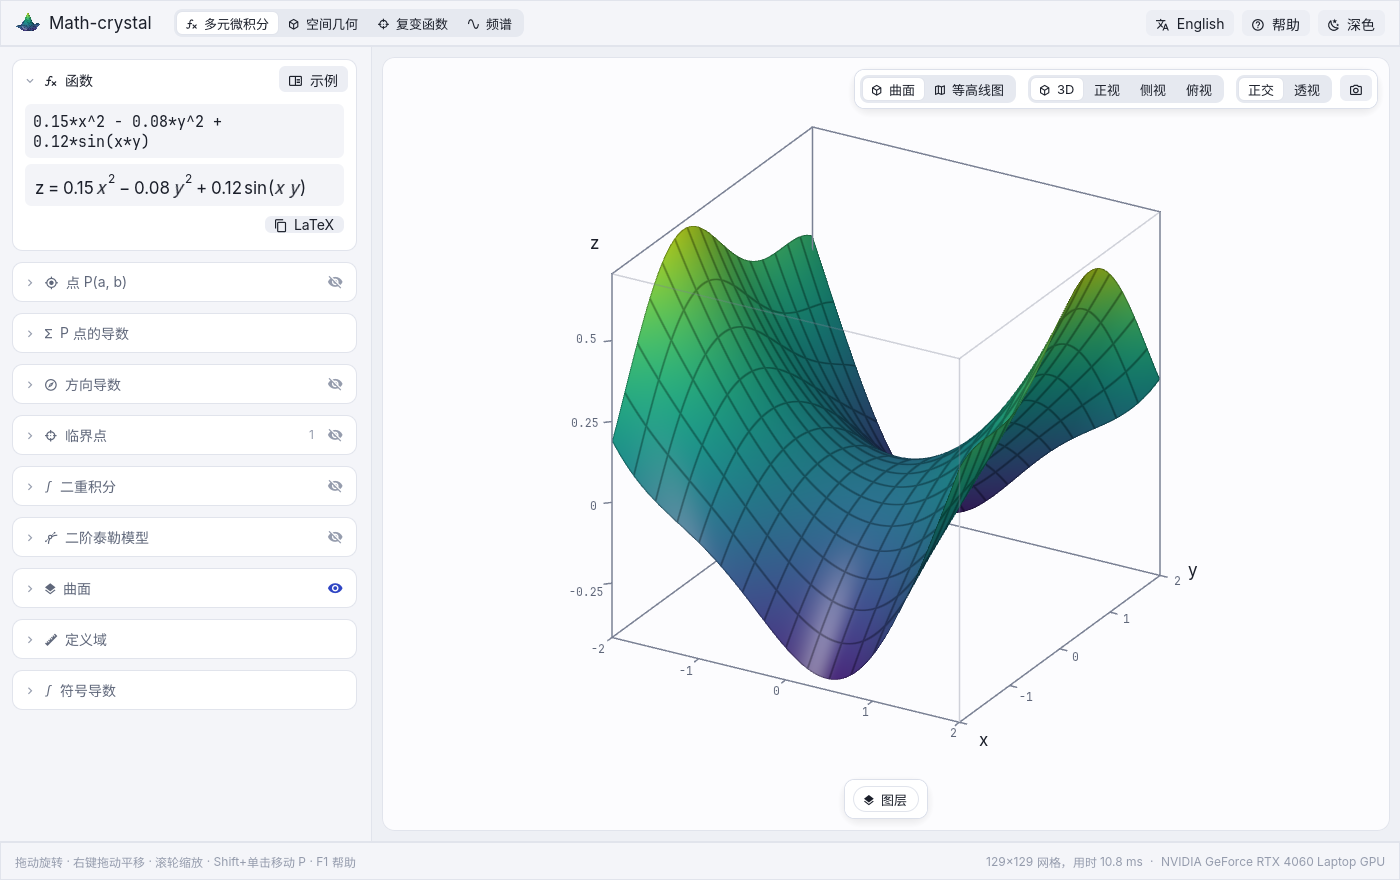 Math-crystal
多元微积分
空间几何
复变函数
频谱
English
帮助
深色
函数
示例
0.15*x^2 - 0.08*y^2 +
0.12*sin(x*y)
z = 0.15 x² − 0.08 y² + 0.12 sin(x y)
LaTeX
点 P(a, b)
Σ P 点的导数
方向导数
临界点 1
∫ 二重积分
二阶泰勒模型
曲面
定义域
∫ 符号导数
曲面
等高线图
3D
正视
侧视
俯视
正交
透视
z
0.5
0.25
0
-0.25
-2
-1
0
1
2
x
-1
0
1
2
y
图层
拖动旋转 · 右键拖动平移 · 滚轮缩放 · Shift+单击移动 P · F1 帮助
129×129 网格，用时 10.8 ms · NVIDIA GeForce RTX 4060 Laptop GPU